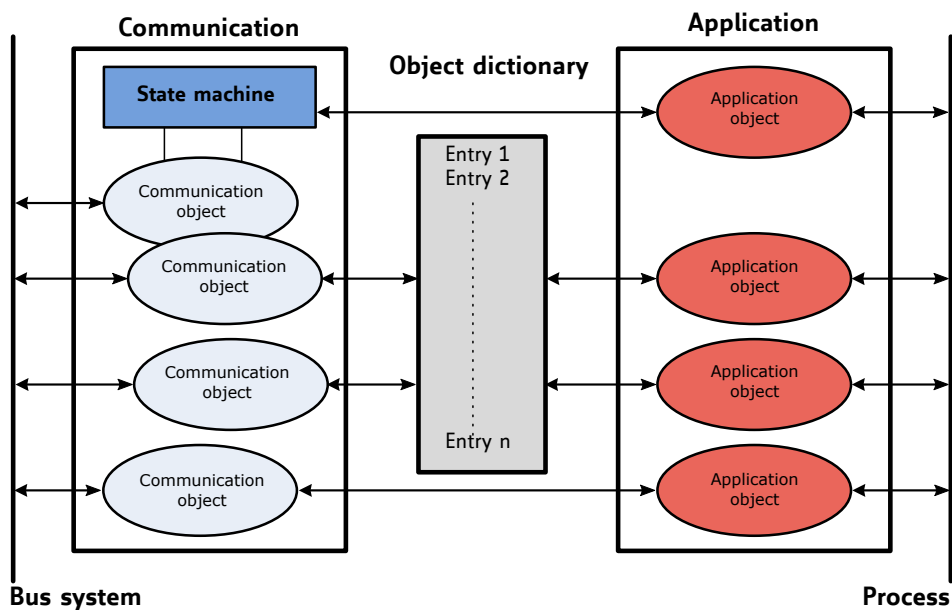 Communication
Application
Object dictionary
State machine
Application
object
Entry 1
Entry 2
Communication
object
Communication
object
Application
object
Communication
object
Application
object
Entry n
Communication
object
Application
object
Bus system
Process